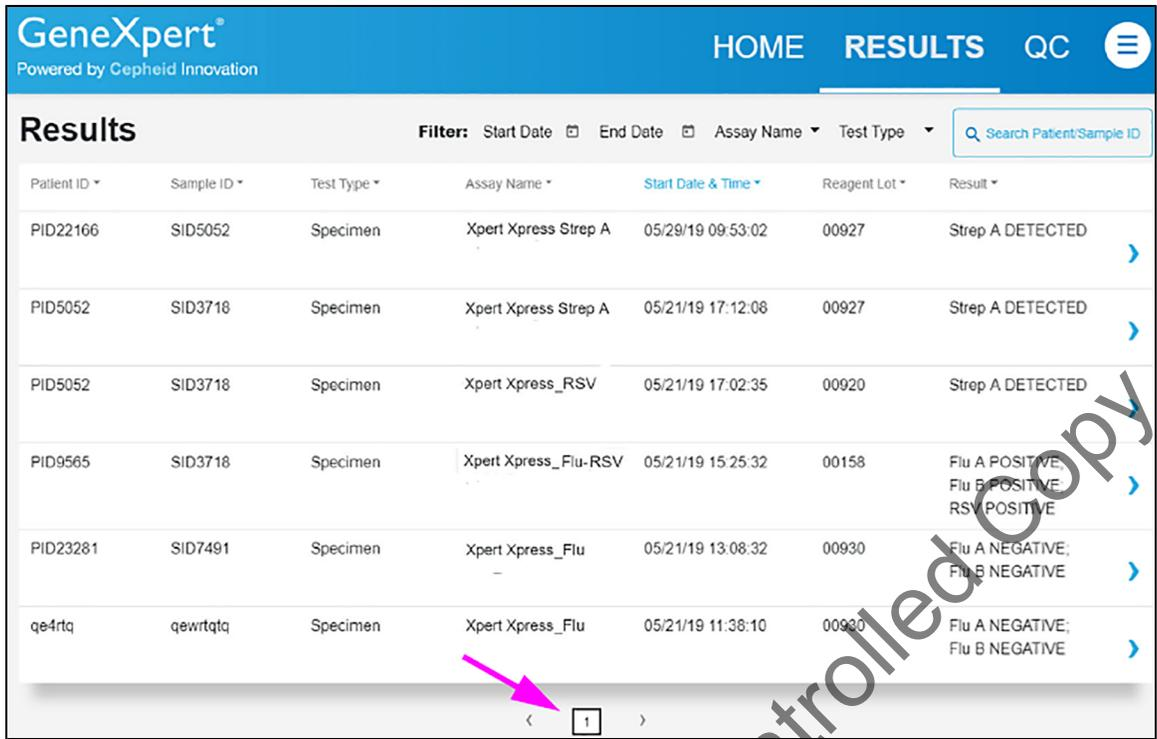 GeneXpert®
Powered by Cepheid Innovation
HOME RESULTS QC
Results
Filter: Start Date End Date Assay Name Test Type Search Patient/Sample ID
Patient ID Sample ID Test Type Assay Name Start Date & Time Reagent Lot Result
PID22166 SID5052 Specimen Xpert Xpress Strep A 05/29/19 09:53:02 00927 Strep A DETECTED
PID5052 SID3718 Specimen Xpert Xpress Strep A 05/21/19 17:12:08 00927 Strep A DETECTED
PID5052 SID3718 Specimen Xpert Xpress_RSV 05/21/19 17:02:35 00920 Strep A DETECTED
PID9565 SID3718 Specimen Xpert Xpress_Flu-RSV 05/21/19 15:25:32 00158 Flu A POSITIVE;
Flu B POSITIVE;
RSV POSITIVE
PID23281 SID7491 Specimen Xpert Xpress_Flu 05/21/19 13:08:32 00930 Flu A NEGATIVE;
Flu B NEGATIVE
qe4rtq qewrtqtq Specimen Xpert Xpress_Flu 05/21/19 11:38:10 00930 Flu A NEGATIVE;
Flu B NEGATIVE
1
trolled Copy